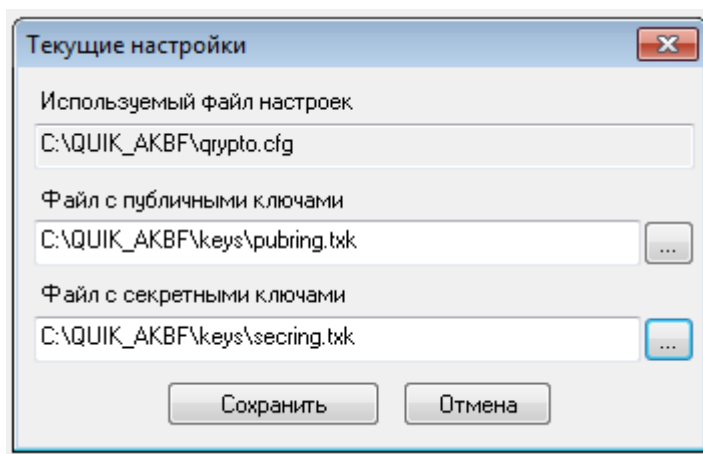 Текущие настройки
Используемый файл настроек
C:\QUIK_AKBF\qrypto.cfg
Файл с публичными ключами
C:\QUIK_AKBF\keys\pubring.txk
...
Файл с секретными ключами
C:\QUIK_AKBF\keys\secring.txk
...
Сохранить Отмена